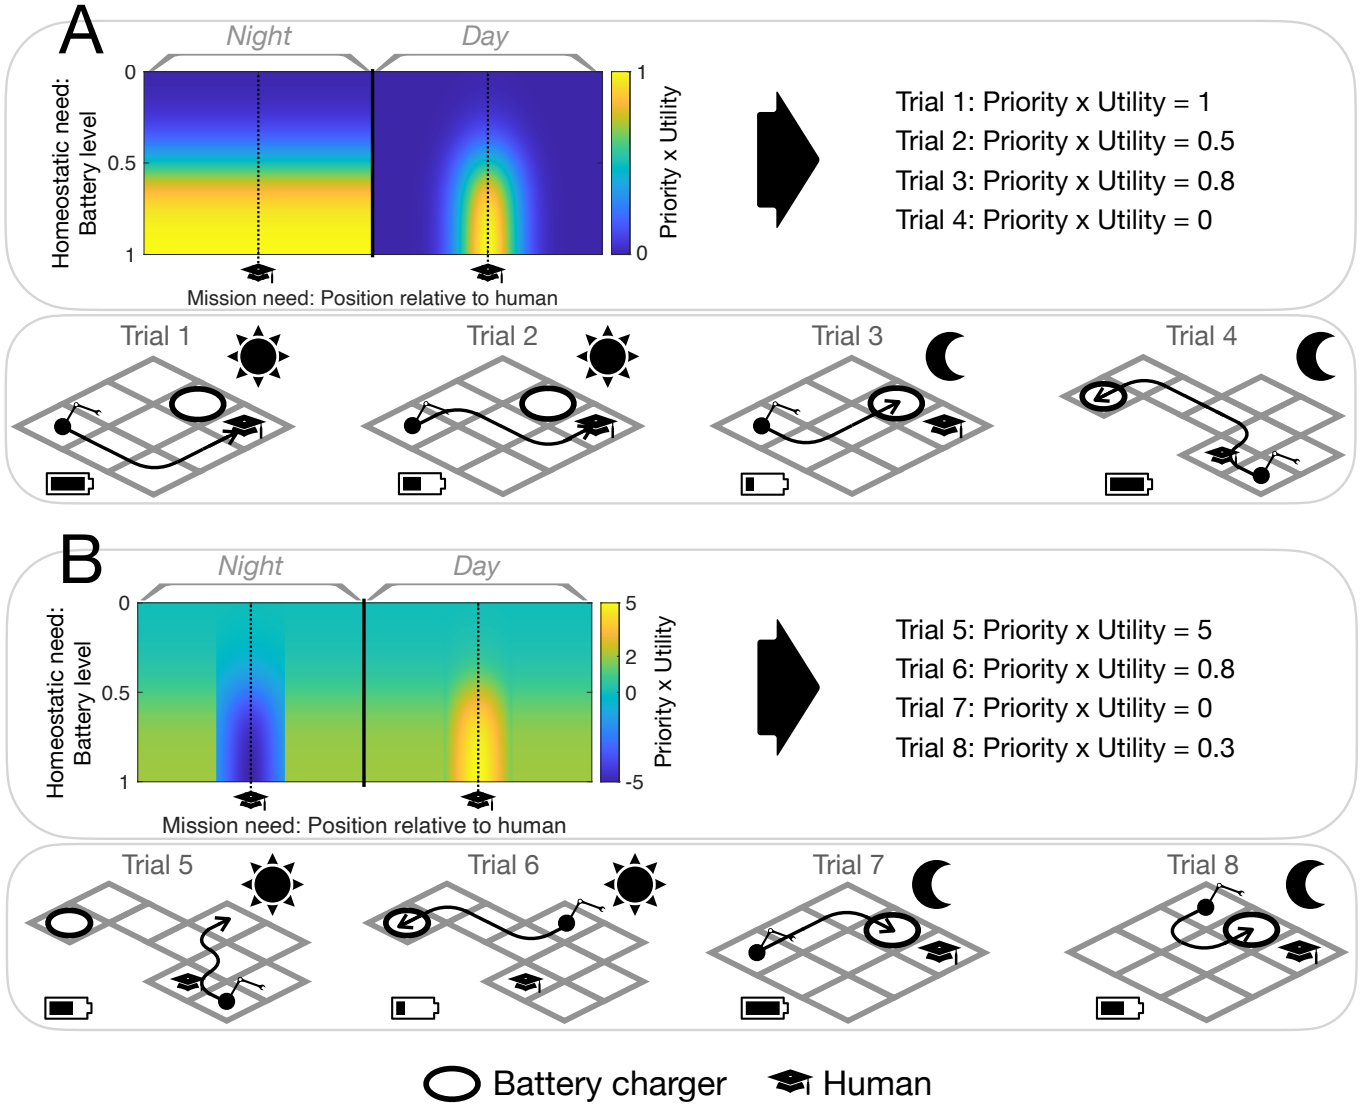 A
Night
Day
Homeostatic need:
Battery level
0
0.5
1
1
0
Priority x Utility
Mission need: Position relative to human
Trial 1: Priority x Utility = 1
Trial 2: Priority x Utility = 0.5
Trial 3: Priority x Utility = 0.8
Trial 4: Priority x Utility = 0
Trial 1
Trial 2
Trial 3
Trial 4
B
Night
Day
Homeostatic need:
Battery level
0
0.5
1
5
2
0
-5
Priority x Utility
Mission need: Position relative to human
Trial 5: Priority x Utility = 5
Trial 6: Priority x Utility = 0.8
Trial 7: Priority x Utility = 0
Trial 8: Priority x Utility = 0.3
Trial 5
Trial 6
Trial 7
Trial 8
Battery charger
Human